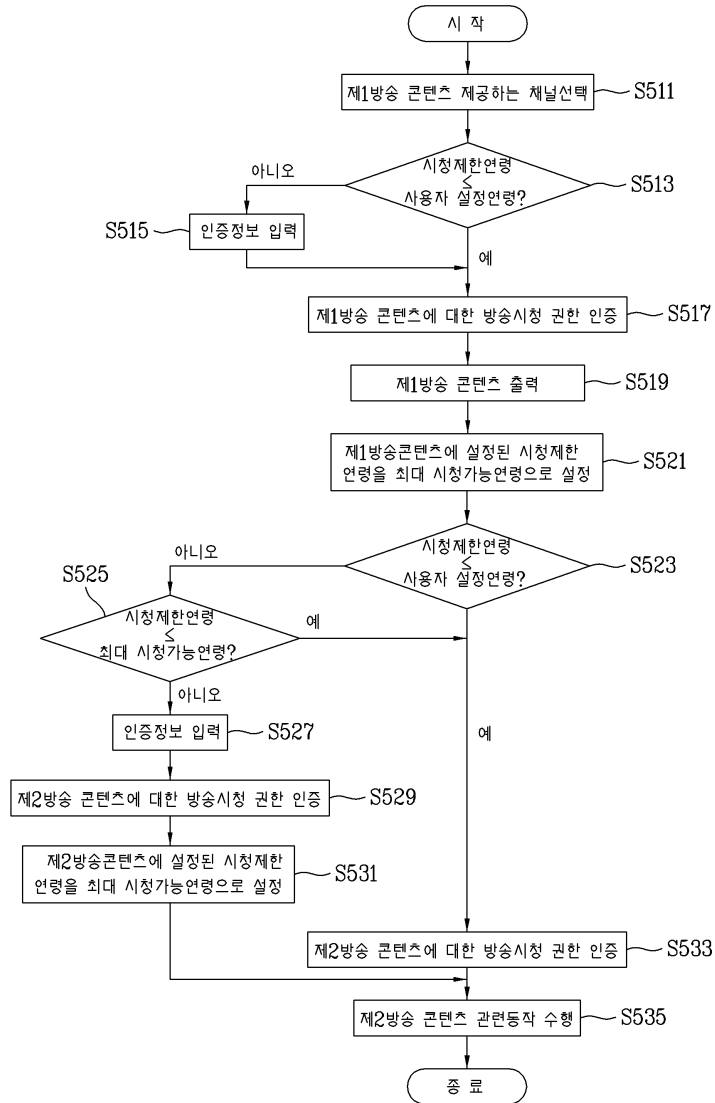 시 작
제1방송 콘텐츠 제공하는 채널선택
S511
시청제한연령
≤
사용자 설정연령?
S513
아니오
S515
인증정보 입력
예
제1방송 콘텐츠에 대한 방송시청 권한 인증
S517
제1방송 콘텐츠 출력
S519
제1방송콘텐츠에 설정된 시청제한
연령을 최대 시청가능연령으로 설정
S521
시청제한연령
≤
사용자 설정연령?
S523
아니오
S525
시청제한연령
≤
최대 시청가능연령?
예
아니오
인증정보 입력
S527
예
제2방송 콘텐츠에 대한 방송시청 권한 인증
S529
제2방송콘텐츠에 설정된 시청제한
연령을 최대 시청가능연령으로 설정
S531
제2방송 콘텐츠에 대한 방송시청 권한 인증
S533
제2방송 콘텐츠 관련동작 수행
S535
종 료